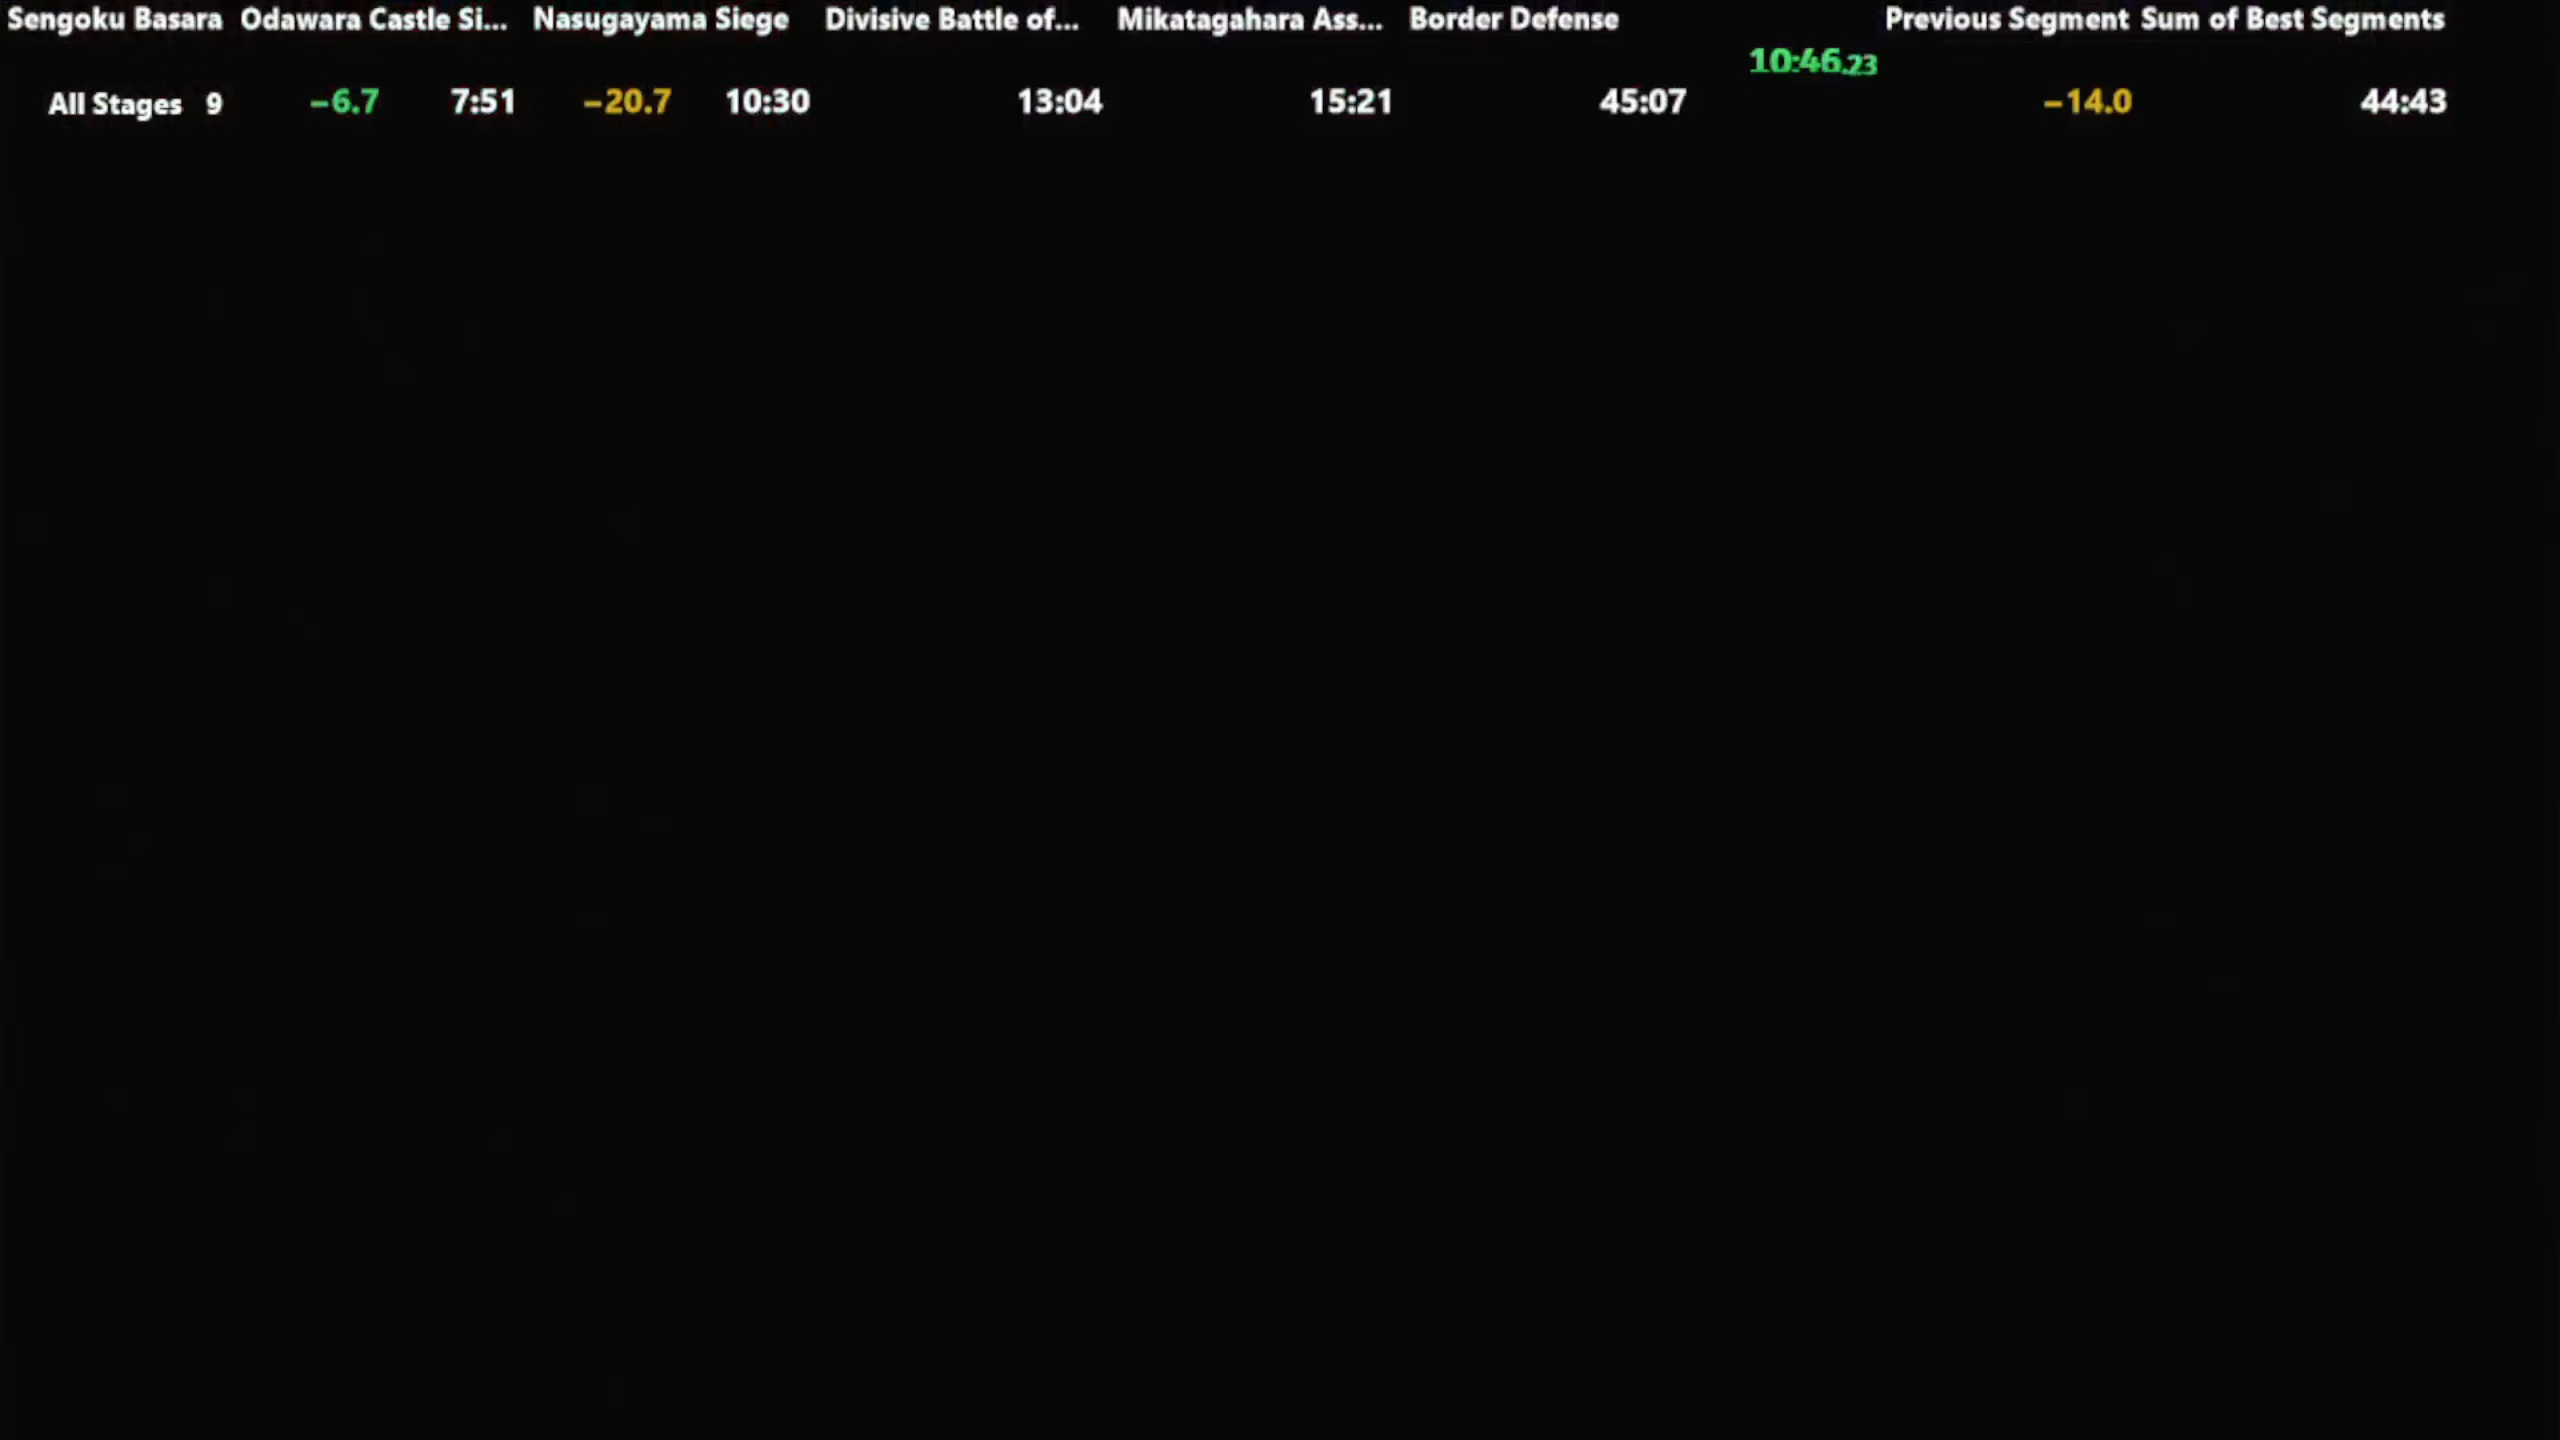 Sengoku Basara Odawara Castle Si... Nasugayama Siege Divisive Battle of... Mikatagahara Ass... Border Defense Previous Segment Sum of Best Segments
10:46.23
All Stages 9 −6.7 7:51 −20.7 10:30 13:04 15:21 45:07 −14.0 44:43